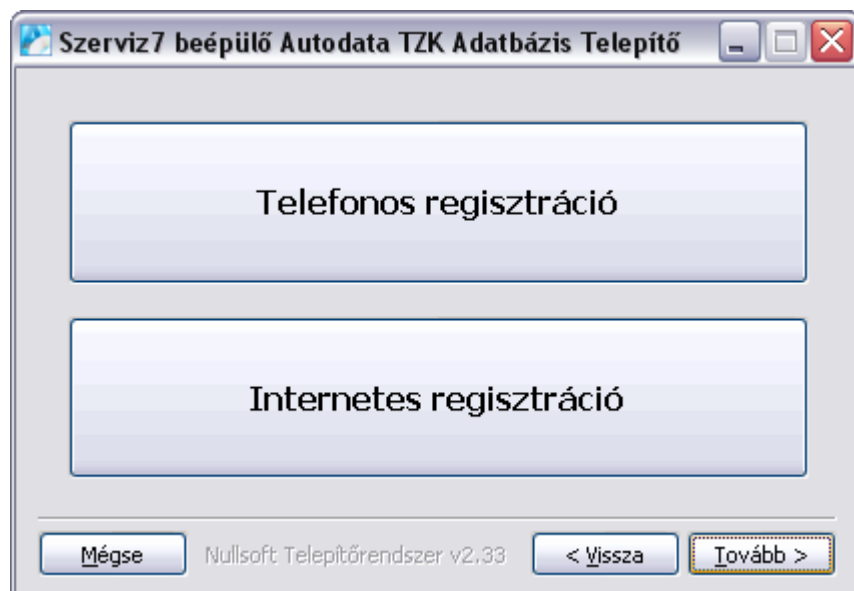 Szerviz7 beépülő Autodata TZK Adatbázis Telepítő
Telefonos regisztráció
Internetes regisztráció
Mégse
Nullsoft Telepítőrendszer v2.33
< Vissza
Tovább >